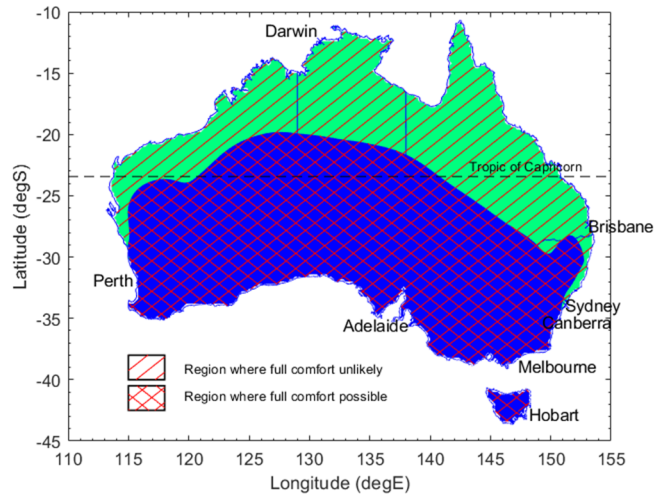 -10
Darwin
-15
-20
Tropic of Capricorn
-25
Brisbane
-30
Perth
Sydney
-35
Adelaide
Canberra
Region where full comfort unlikely
Melbourne
-40
Region where full comfort possible
Hobart
-45
110 115 120 125 130 135 140 145 150 155
Longitude (degE)
Latitude (degS)